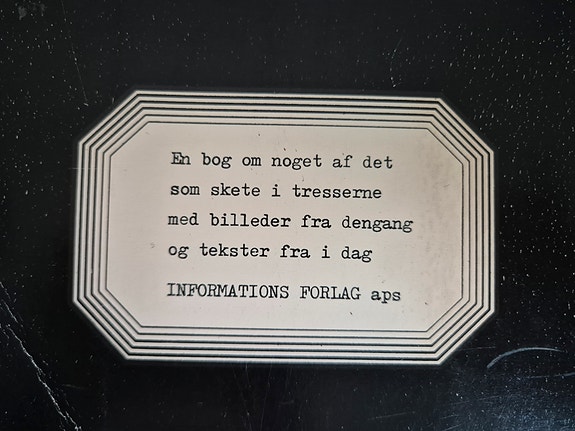 En bog om noget af det
som skete i tresserne
med billeder fra dengang
og tekster fra i dag
INFORMATIONS FORLAG aps